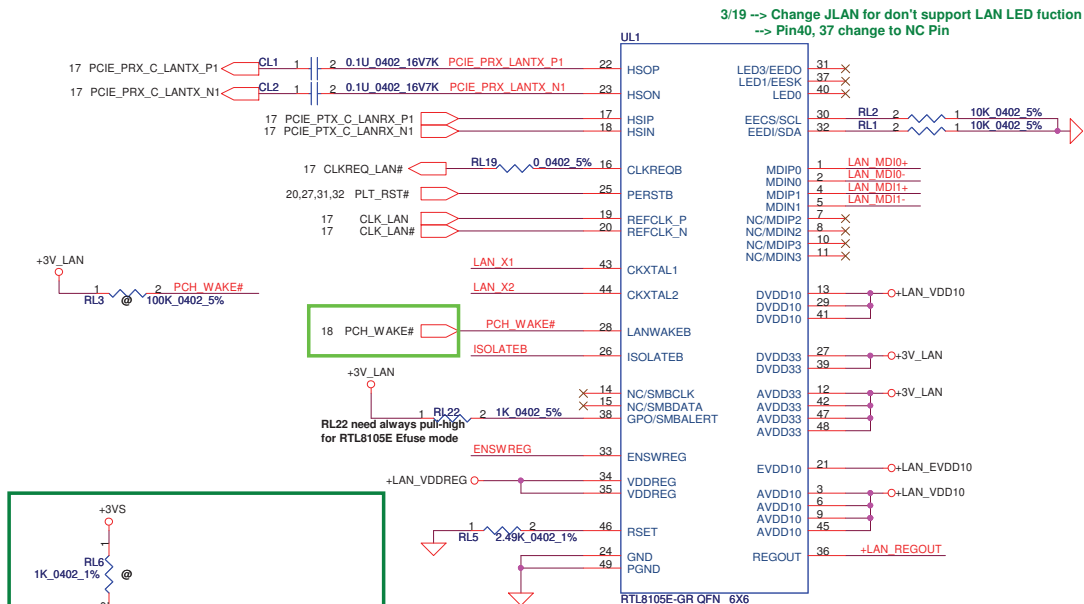 3/19 --> Change JLAN for don't support LAN LED fuction
--> Pin40, 37 change to NC Pin
UL1
17 PCIE_PRX_C_LANTX_P1 CL1 1 2 0.1U_0402_16V7K PCIE_PRX_LANTX_P1 22 HSOP
17 PCIE_PRX_C_LANTX_N1 CL2 1 2 0.1U_0402_16V7K PCIE_PRX_LANTX_N1 23 HSON
17 PCIE_PTX_C_LANRX_P1 17 HSIP
17 PCIE_PTX_C_LANRX_N1 18 HSIN
17 CLKREQ_LAN# RL19 0_0402_5% 16 CLKREQB
20,27,31,32 PLT_RST# 25 PERSTB
17 CLK_LAN 19 REFCLK_P
17 CLK_LAN# 20 REFCLK_N
+3V_LAN
1 2 PCH_WAKE#
RL3 @ 100K_0402_5%
LAN_X1 43 CKXTAL1
LAN_X2 44 CKXTAL2
18 PCH_WAKE# PCH_WAKE# 28 LANWAKEB
ISOLATEB 26 ISOLATEB
+3V_LAN
14 NC/SMBCLK
15 NC/SMBDATA
1 RL22 2 1K_0402_5% 38 GPO/SMBALERT
RL22 need always pull-high
for RTL8105E Efuse mode
ENSWREG 33 ENSWREG
+LAN_VDDREG 34 VDDREG
35 VDDREG
1 2 46 RSET
RL5 2.49K_0402_1%
24 GND
49 PGND
LED3/EEDO 31
LED1/EESK 37
LED0 40
EECS/SCL 30 RL2 2 1 10K_0402_5%
EEDI/SDA 32 RL1 2 1 10K_0402_5%
MDIP0 1 LAN_MDI0+
MDIN0 2 LAN_MDI0-
MDIP1 4 LAN_MDI1+
MDIN1 5 LAN_MDI1-
NC/MDIP2 7
NC/MDIN2 8
NC/MDIP3 10
NC/MDIN3 11
DVDD10 13 +LAN_VDD10
DVDD10 29
DVDD10 41
DVDD33 27 +3V_LAN
DVDD33 39
AVDD33 12 +3V_LAN
AVDD33 42
AVDD33 47
AVDD33 48
EVDD10 21 +LAN_EVDD10
AVDD10 3 +LAN_VDD10
AVDD10 6
AVDD10 9
AVDD10 45
REGOUT 36 +LAN_REGOUT
RTL8105E-GR QFN 6X6
+3VS
1
RL6
1K_0402_1% @